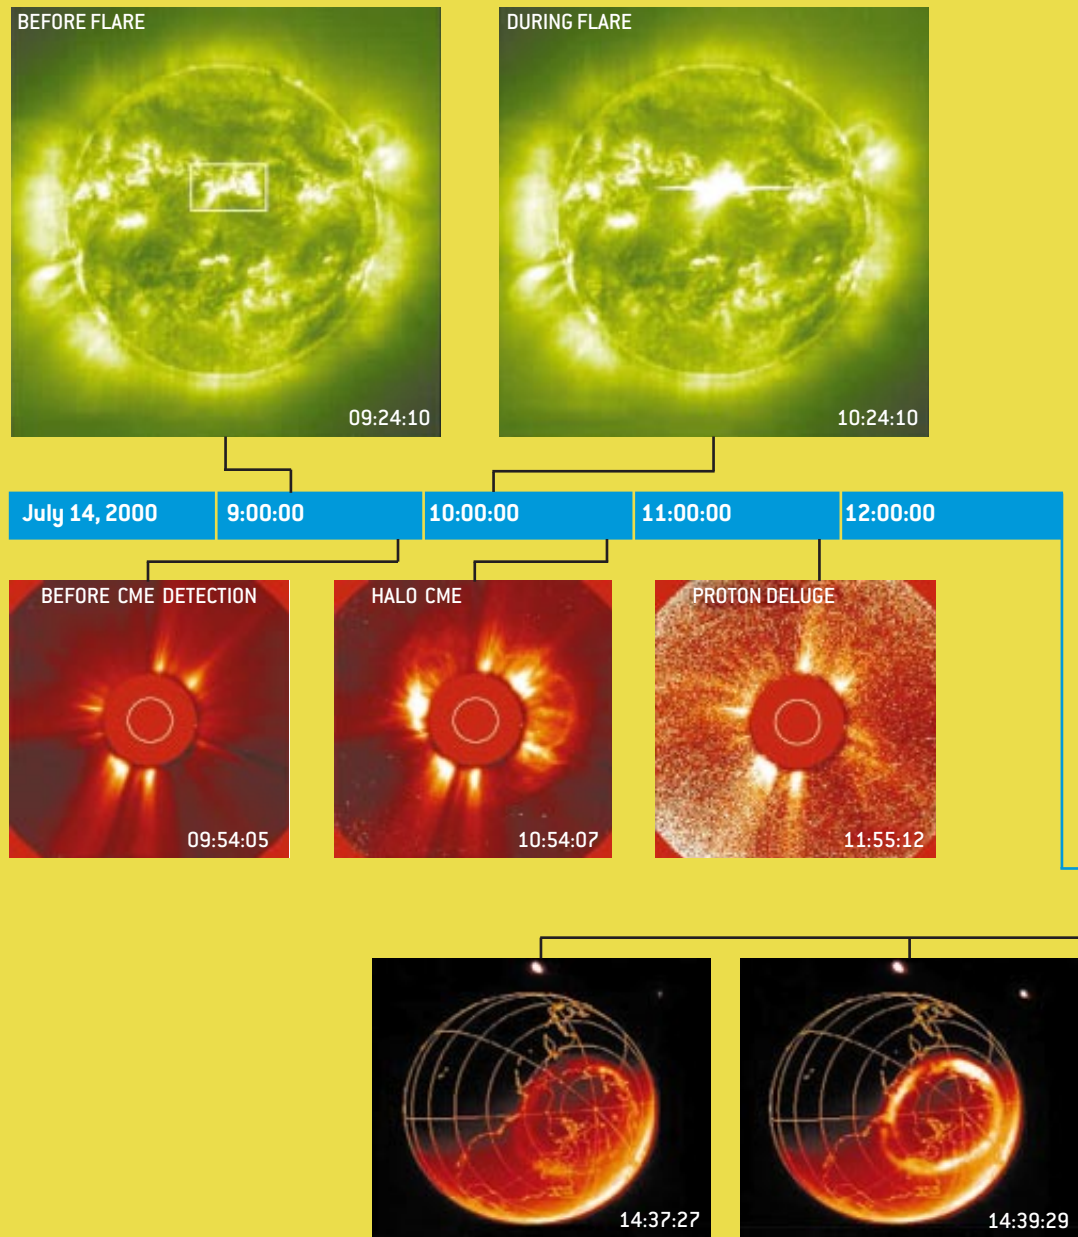 BEFORE FLARE
09:24:10
DURING FLARE
10:24:10
July 14, 2000
9:00:00
10:00:00
11:00:00
12:00:00
BEFORE CME DETECTION
09:54:05
HALO CME
10:54:07
PROTON DELUGE
11:55:12
14:37:27
14:39:29